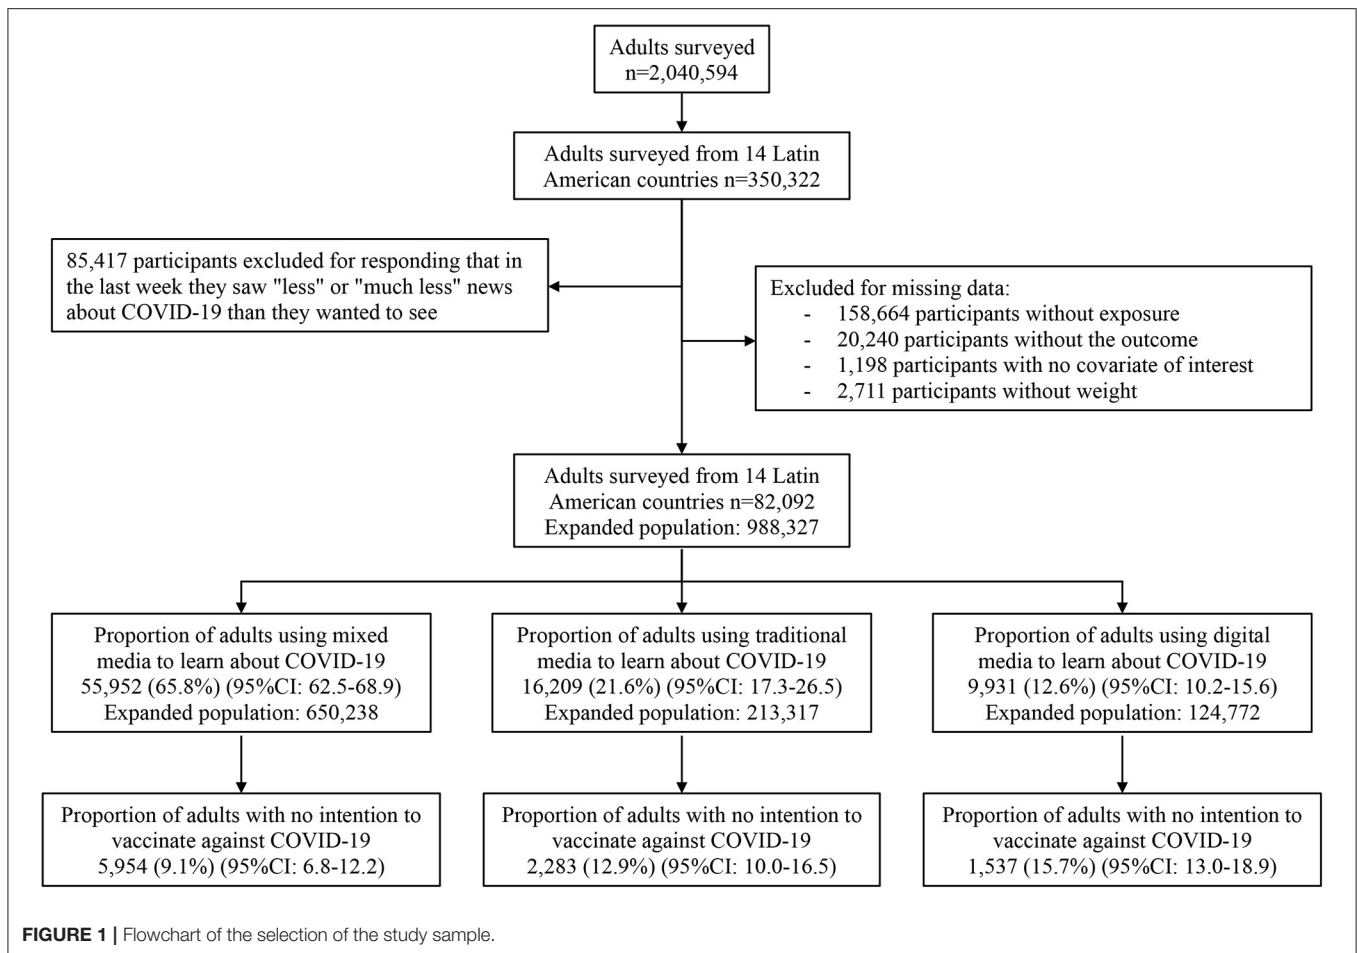 Adults surveyed
n=2,040,594
Adults surveyed from 14 Latin
American countries n=350,322
85,417 participants excluded for responding that in
the last week they saw "less" or "much less" news
about COVID-19 than they wanted to see
Excluded for missing data:
- 158,664 participants without exposure
- 20,240 participants without the outcome
- 1,198 participants with no covariate of interest
- 2,711 participants without weight
Adults surveyed from 14 Latin
American countries n=82,092
Expanded population: 988,327
Proportion of adults using mixed
media to learn about COVID-19
55,952 (65.8%) (95%CI: 62.5-68.9)
Expanded population: 650,238
Proportion of adults using traditional
media to learn about COVID-19
16,209 (21.6%) (95%CI: 17.3-26.5)
Expanded population: 213,317
Proportion of adults using digital
media to learn about COVID-19
9,931 (12.6%) (95%CI: 10.2-15.6)
Expanded population: 124,772
Proportion of adults with no intention to
vaccinate against COVID-19
5,954 (9.1%) (95%CI: 6.8-12.2)
Proportion of adults with no intention to
vaccinate against COVID-19
2,283 (12.9%) (95%CI: 10.0-16.5)
Proportion of adults with no intention to
vaccinate against COVID-19
1,537 (15.7%) (95%CI: 13.0-18.9)
FIGURE 1 | Flowchart of the selection of the study sample.